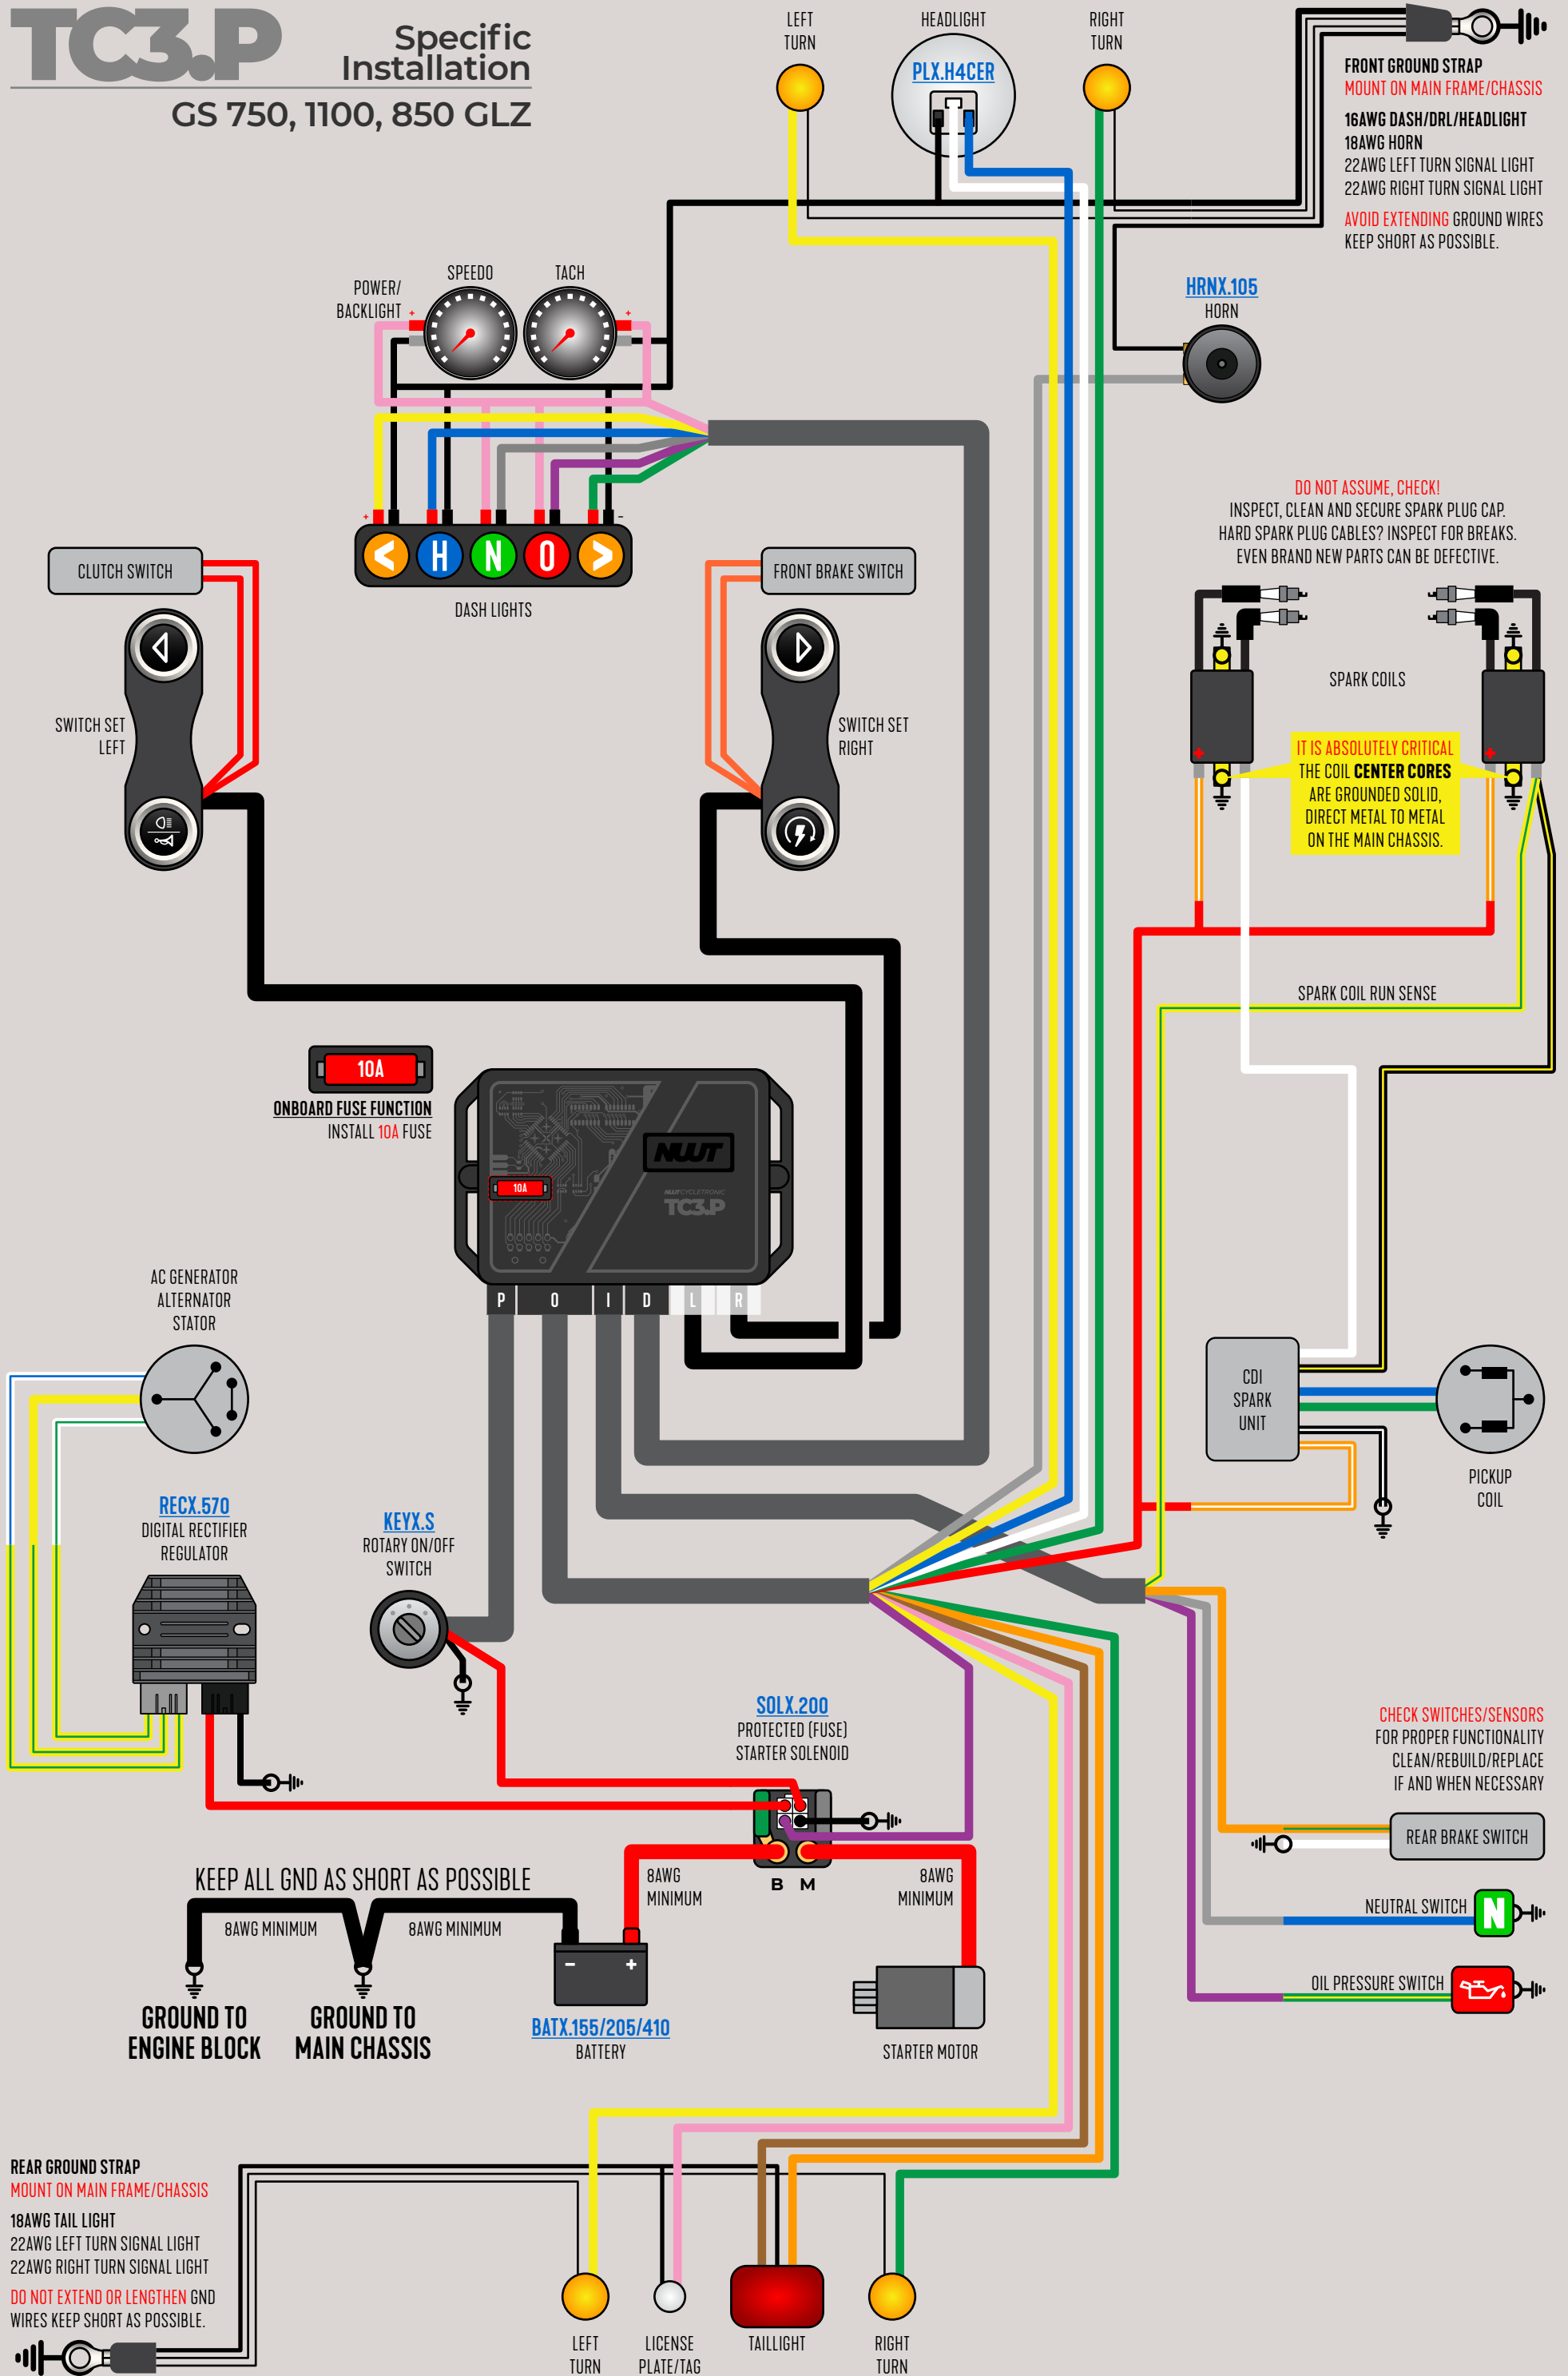 TC3.P
Specific
Installation
GS 750, 1100, 850 GLZ
LEFT
TURN
HEADLIGHT
PLX.H4CER
RIGHT
TURN
FRONT GROUND STRAP
MOUNT ON MAIN FRAME/CHASSIS
16AWG DASH/DRL/HEADLIGHT
18AWG HORN
22AWG LEFT TURN SIGNAL LIGHT
22AWG RIGHT TURN SIGNAL LIGHT
AVOID EXTENDING GROUND WIRES
KEEP SHORT AS POSSIBLE.
HRNX.105
HORN
POWER/
BACKLIGHT
SPEEDO
TACH
+
+
+
–
< H N O >
DASH LIGHTS
CLUTCH SWITCH
FRONT BRAKE SWITCH
SWITCH SET
LEFT
SWITCH SET
RIGHT
DO NOT ASSUME, CHECK!
INSPECT, CLEAN AND SECURE SPARK PLUG CAP.
HARD SPARK PLUG CABLES? INSPECT FOR BREAKS.
EVEN BRAND NEW PARTS CAN BE DEFECTIVE.
SPARK COILS
+
+
IT IS ABSOLUTELY CRITICAL
THE COIL CENTER CORES
ARE GROUNDED SOLID,
DIRECT METAL TO METAL
ON THE MAIN CHASSIS.
SPARK COIL RUN SENSE
10A
ONBOARD FUSE FUNCTION
INSTALL 10A FUSE
NWT
10A
NWT CYCLETRONIC
TC3.P
P O I D L R
AC GENERATOR
ALTERNATOR
STATOR
RECX.570
DIGITAL RECTIFIER
REGULATOR
KEYX.S
ROTARY ON/OFF
SWITCH
CDI
SPARK
UNIT
PICKUP
COIL
SOLX.200
PROTECTED (FUSE)
STARTER SOLENOID
B M
8AWG
MINIMUM
8AWG
MINIMUM
KEEP ALL GND AS SHORT AS POSSIBLE
8AWG MINIMUM
8AWG MINIMUM
GROUND TO
ENGINE BLOCK
GROUND TO
MAIN CHASSIS
– +
BATX.155/205/410
BATTERY
STARTER MOTOR
CHECK SWITCHES/SENSORS
FOR PROPER FUNCTIONALITY
CLEAN/REBUILD/REPLACE
IF AND WHEN NECESSARY
REAR BRAKE SWITCH
NEUTRAL SWITCH
N
OIL PRESSURE SWITCH
REAR GROUND STRAP
MOUNT ON MAIN FRAME/CHASSIS
18AWG TAIL LIGHT
22AWG LEFT TURN SIGNAL LIGHT
22AWG RIGHT TURN SIGNAL LIGHT
DO NOT EXTEND OR LENGTHEN GND
WIRES KEEP SHORT AS POSSIBLE.
LEFT
TURN
LICENSE
PLATE/TAG
TAILLIGHT
RIGHT
TURN